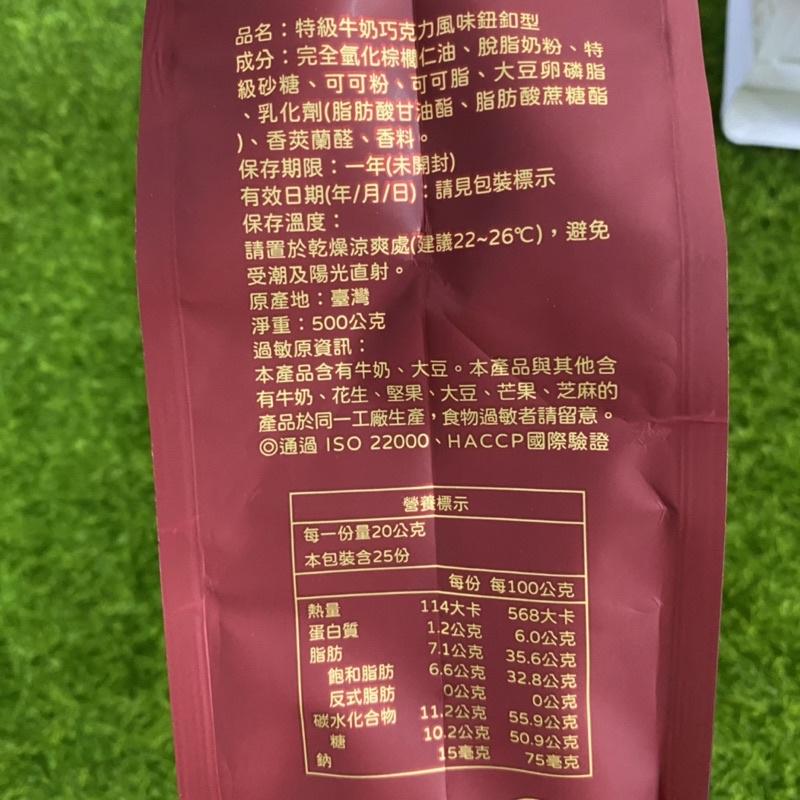 品名：特級牛奶巧克力風味鈕釦型
成分：完全氫化棕櫚仁油、脫脂奶粉、特
級砂糖、可可粉、可可脂、大豆卵磷脂
、乳化劑(脂肪酸甘油酯、脂肪酸蔗糖酯
)、香莢蘭醛、香料。
保存期限：一年(未開封)
有效日期(年/月/日)：請見包裝標示
保存溫度：
請置於乾燥涼爽處(建議22~26℃)，避免
受潮及陽光直射。
原產地：臺灣
淨重：500公克
過敏原資訊：
本產品含有牛奶、大豆。本產品與其他含
有牛奶、花生、堅果、大豆、芒果、芝麻的
產品於同一工廠生產，食物過敏者請留意。
◎通過 ISO 22000、HACCP國際驗證
營養標示
每一份量20公克
本包裝含25份
每份 每100公克
熱量 114大卡 568大卡
蛋白質 1.2公克 6.0公克
脂肪 7.1公克 35.6公克
飽和脂肪 6.6公克 32.8公克
反式脂肪 0公克 0公克
碳水化合物 11.2公克 55.9公克
糖 10.2公克 50.9公克
鈉 15毫克 75毫克